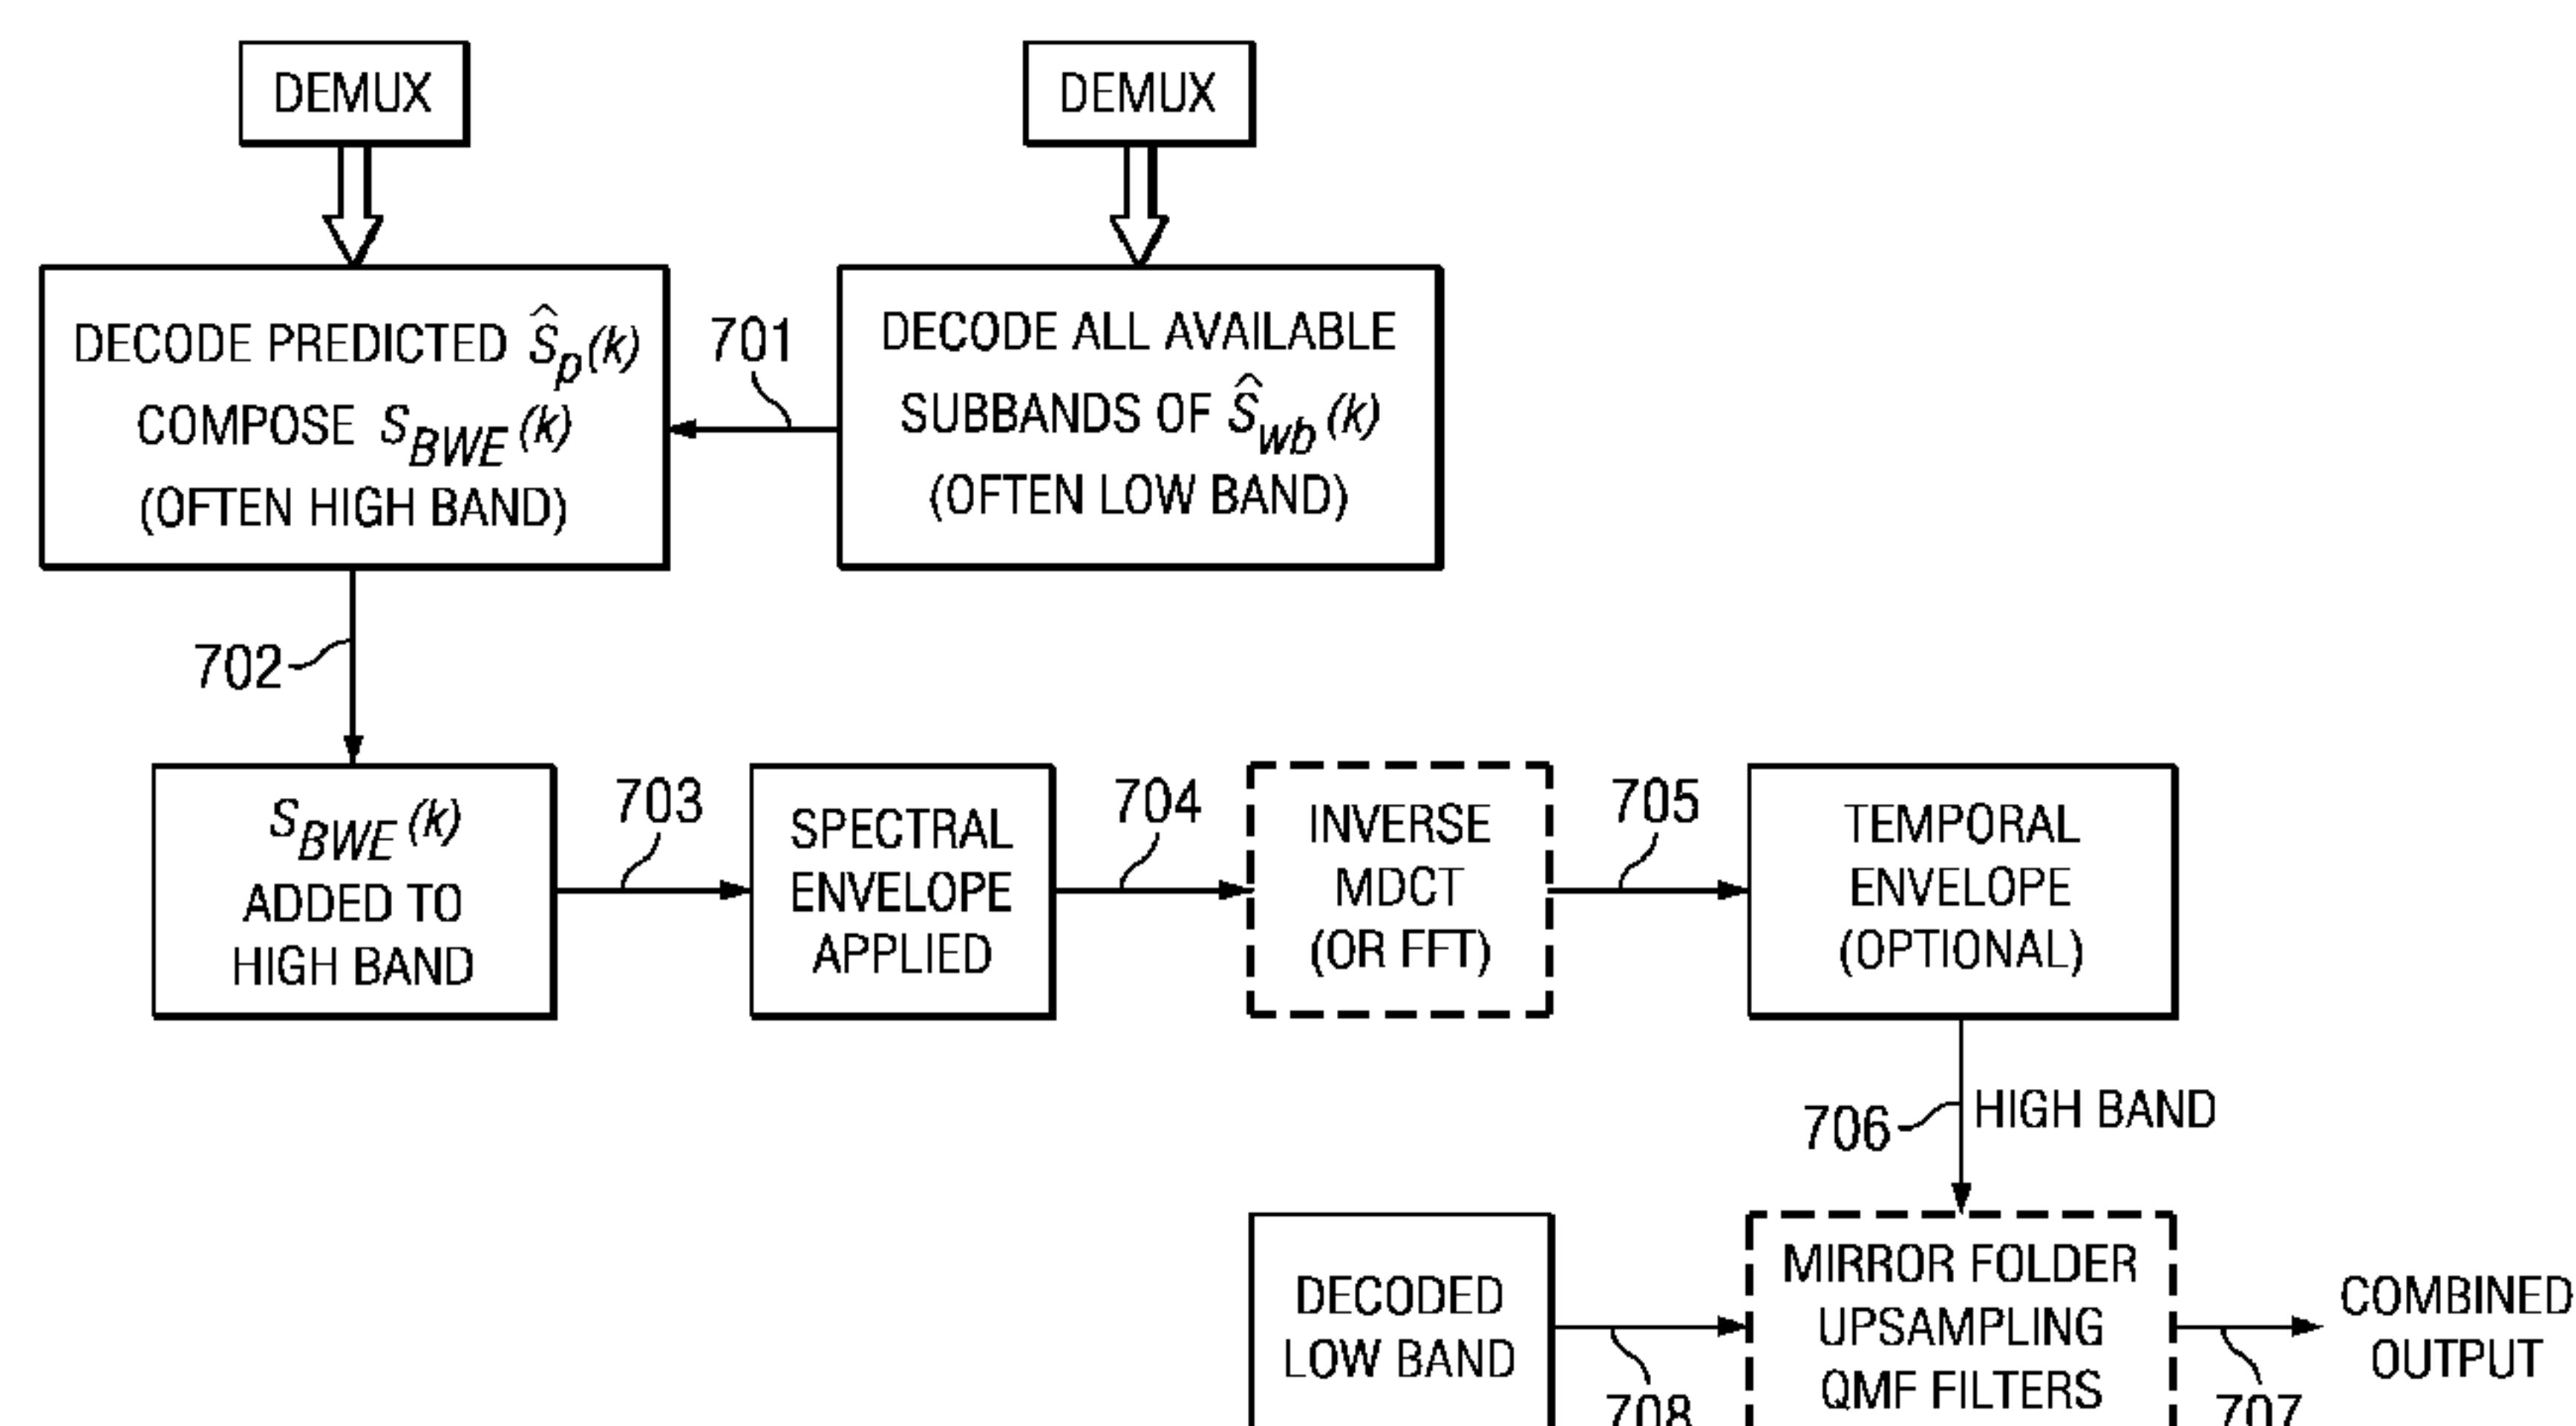 DEMUX
DEMUX
DECODE PREDICTED Ŝp(k)
COMPOSE SBWE(k)
(OFTEN HIGH BAND)
701
DECODE ALL AVAILABLE
SUBBANDS OF Ŝwb(k)
(OFTEN LOW BAND)
702
SBWE(k)
ADDED TO
HIGH BAND
703
SPECTRAL
ENVELOPE
APPLIED
704
INVERSE
MDCT
(OR FFT)
705
TEMPORAL
ENVELOPE
(OPTIONAL)
706
HIGH BAND
DECODED
LOW BAND
708
MIRROR FOLDER
UPSAMPLING
QMF FILTERS
707
COMBINED
OUTPUT